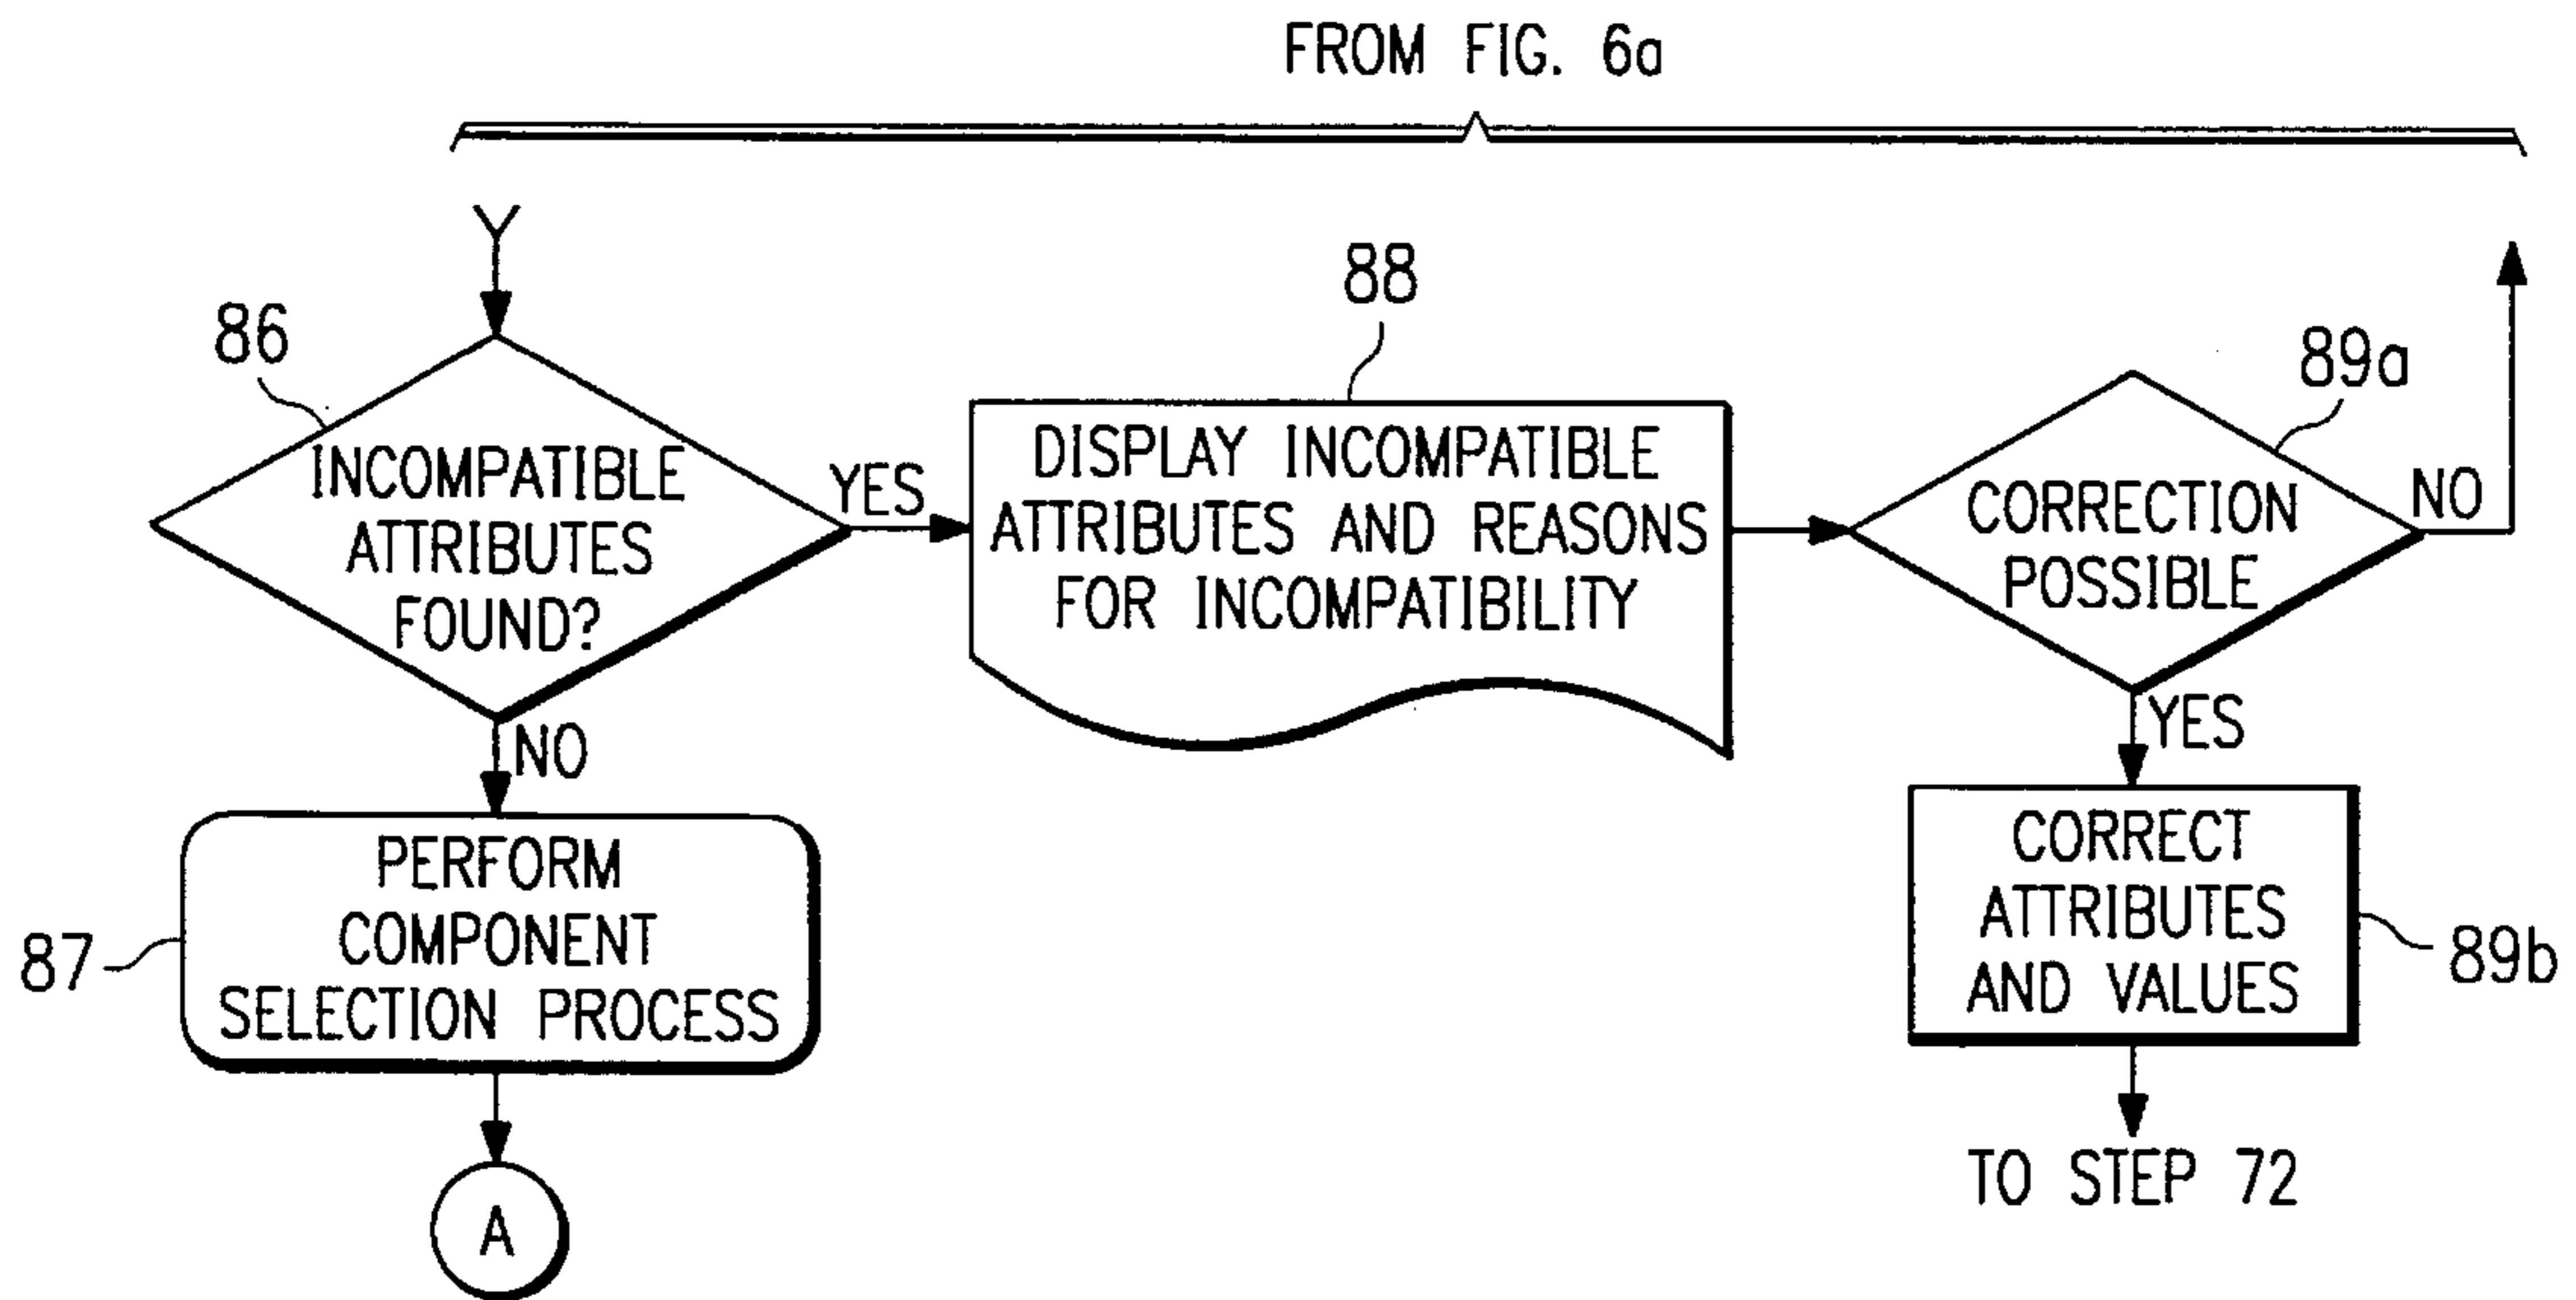 FROM FIG. 6a
Y
86
INCOMPATIBLE
ATTRIBUTES
FOUND?
YES
NO
88
DISPLAY INCOMPATIBLE
ATTRIBUTES AND REASONS
FOR INCOMPATIBILITY
89a
CORRECTION
POSSIBLE
NO
YES
87
PERFORM
COMPONENT
SELECTION PROCESS
A
CORRECT
ATTRIBUTES
AND VALUES
89b
TO STEP 72